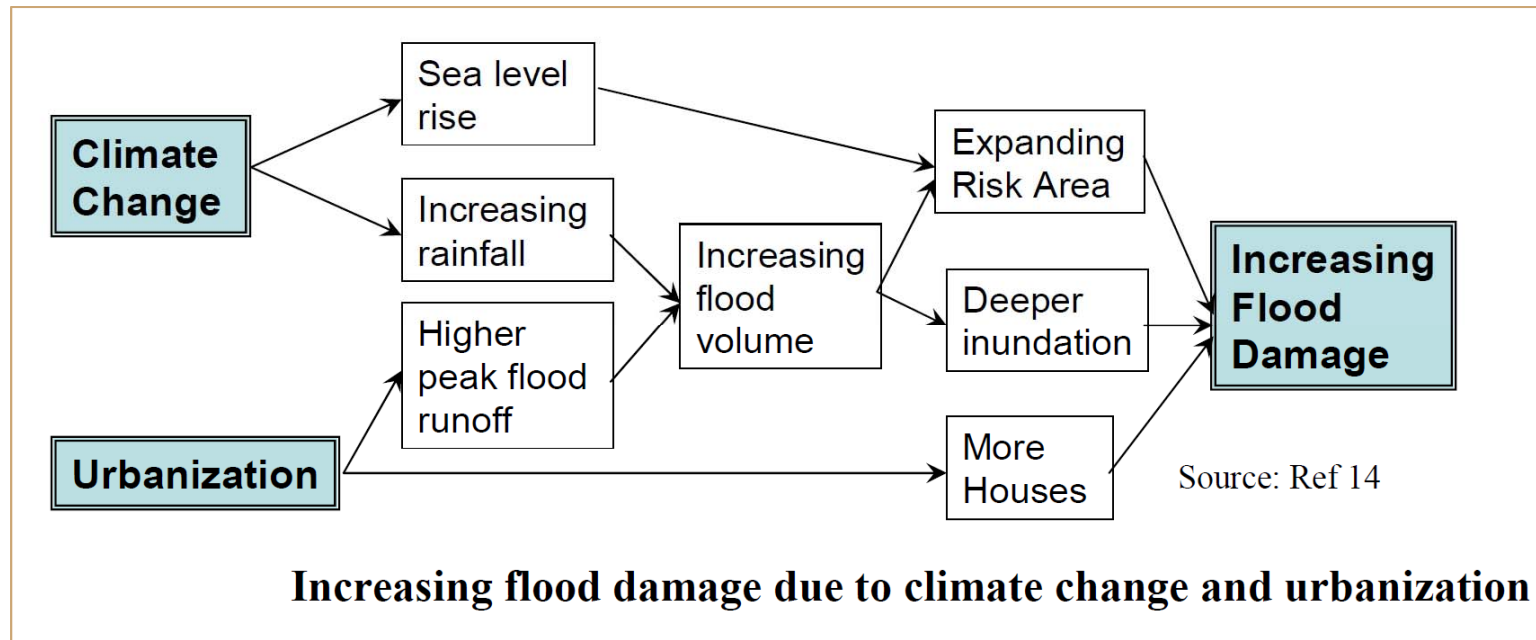 Sea level
rise
Climate
Change
Expanding
Risk Area
Increasing
rainfall
Increasing
flood
volume
Increasing
Flood
Damage
Deeper
inundation
Higher
peak flood
runoff
Urbanization
More
Houses
Source: Ref 14
Increasing flood damage due to climate change and urbanization